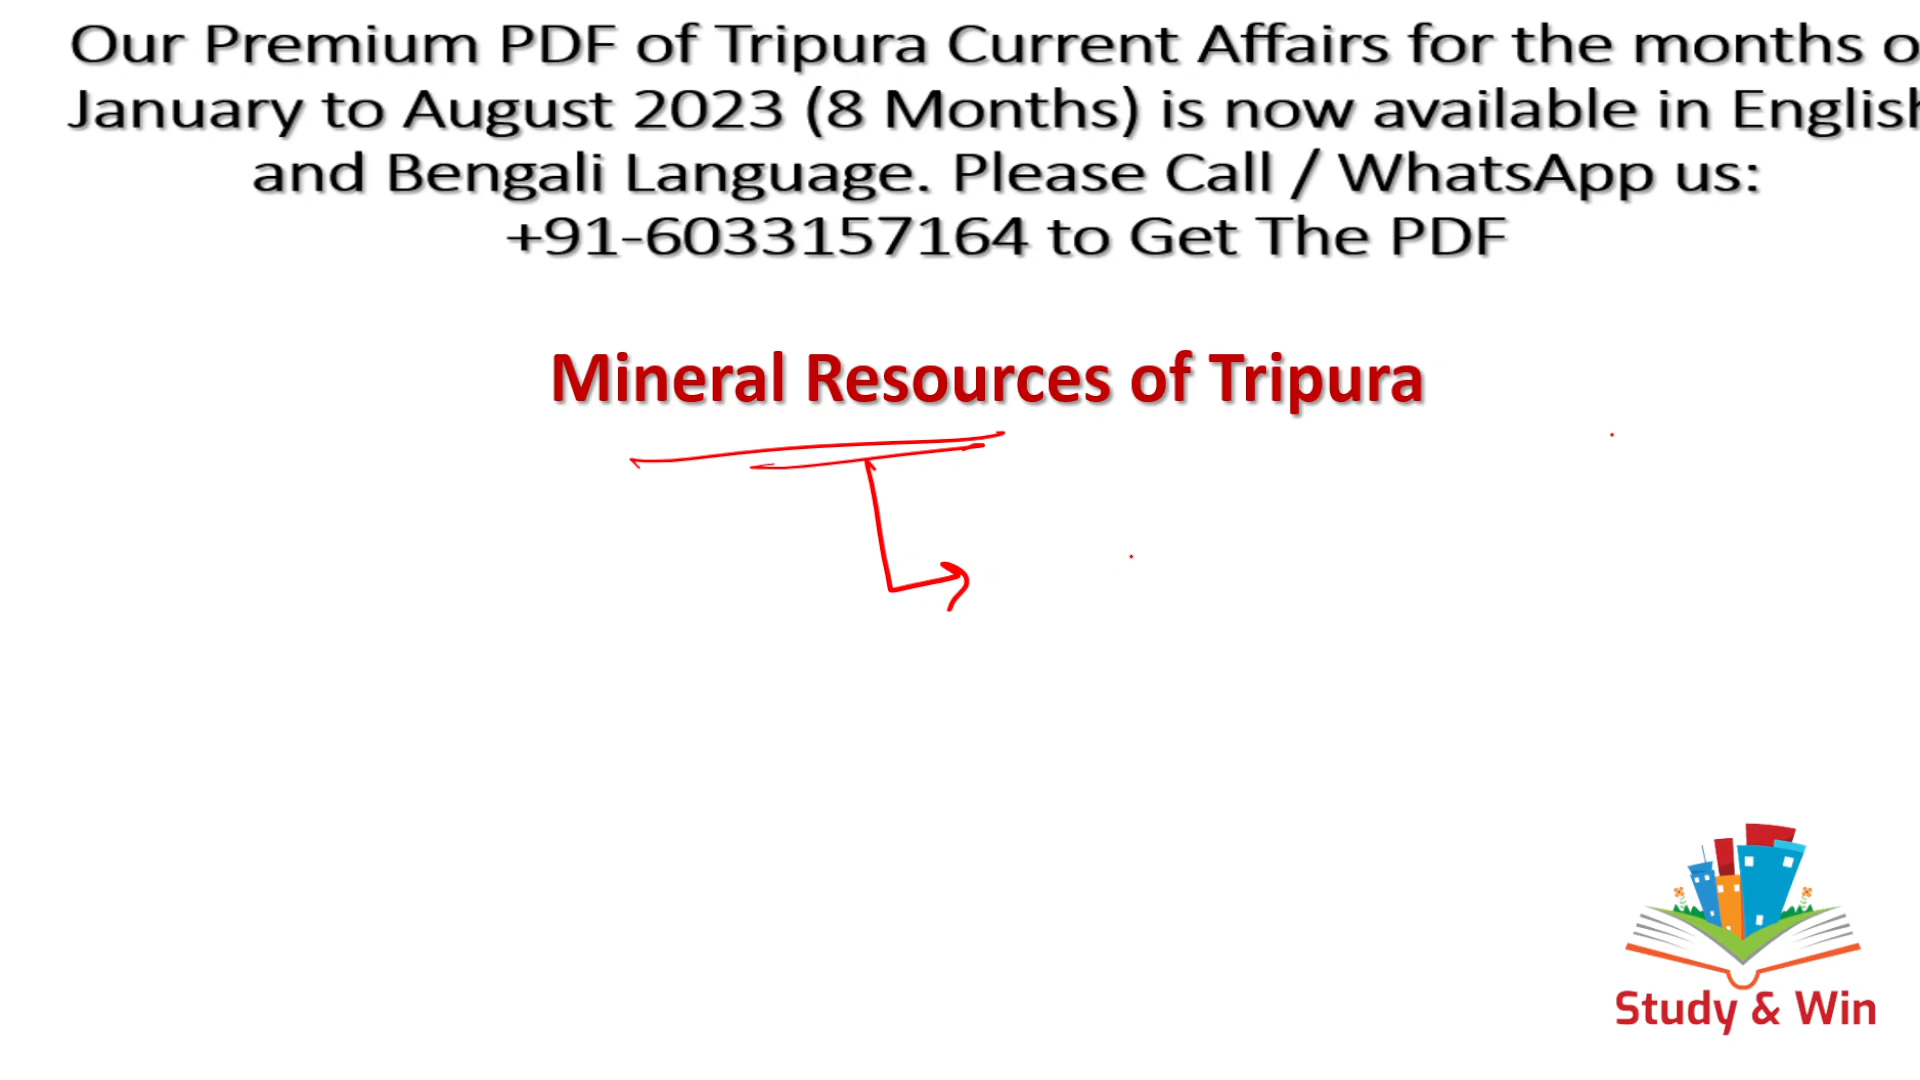 Our Premium PDF of Tripura Current Affairs for the months o
January to August 2023 (8 Months) is now available in English
and Bengali Language. Please Call / WhatsApp us:
+91-6033157164 to Get The PDF
Mineral Resources of Tripura
Study & Win